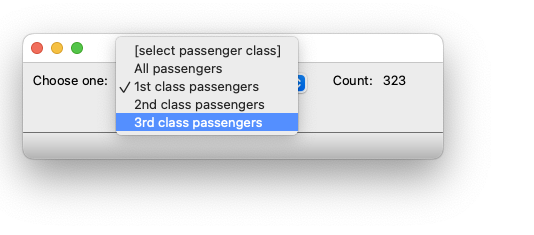 [select passenger class]
Choose one:
All passengers
✓ 1st class passengers
2nd class passengers
3rd class passengers
Count: 323